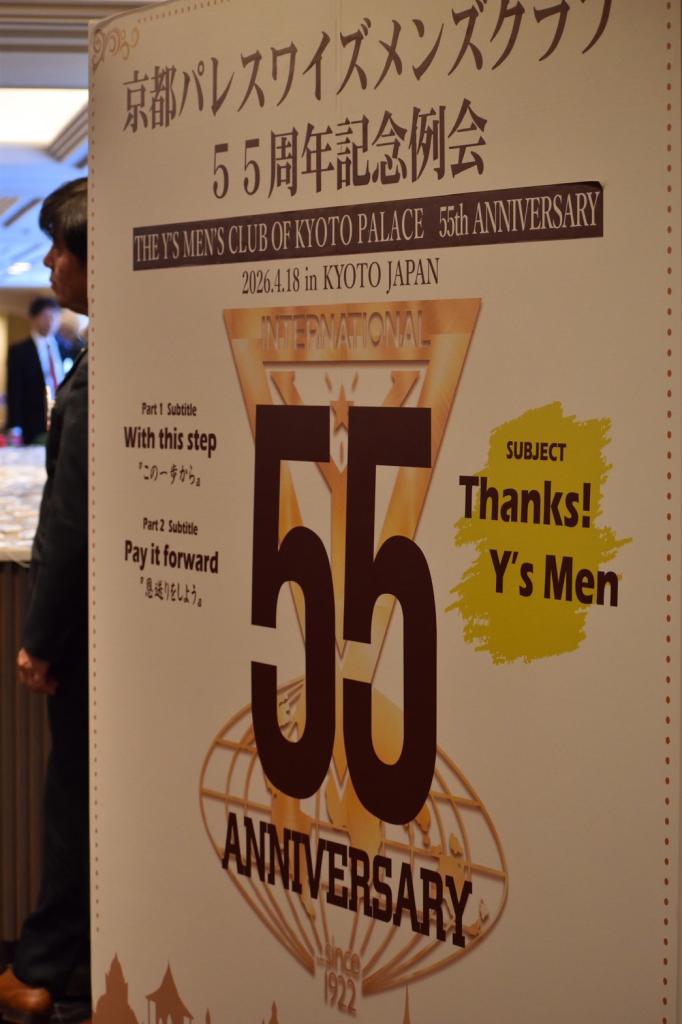 京都パレスワイズメンズクラブ
55周年記念例会
THE Y'S MEN'S CLUB OF KYOTO PALACE 55th ANNIVERSARY
2026.4.18 in KYOTO JAPAN
INTERNATIONAL
Part 1 Subtitle
With this step
『この一歩から』
Part 2 Subtitle
Pay it forward
『恩送りをしよう』
SUBJECT
Thanks!
Y's Men
55
ANNIVERSARY
since
1922